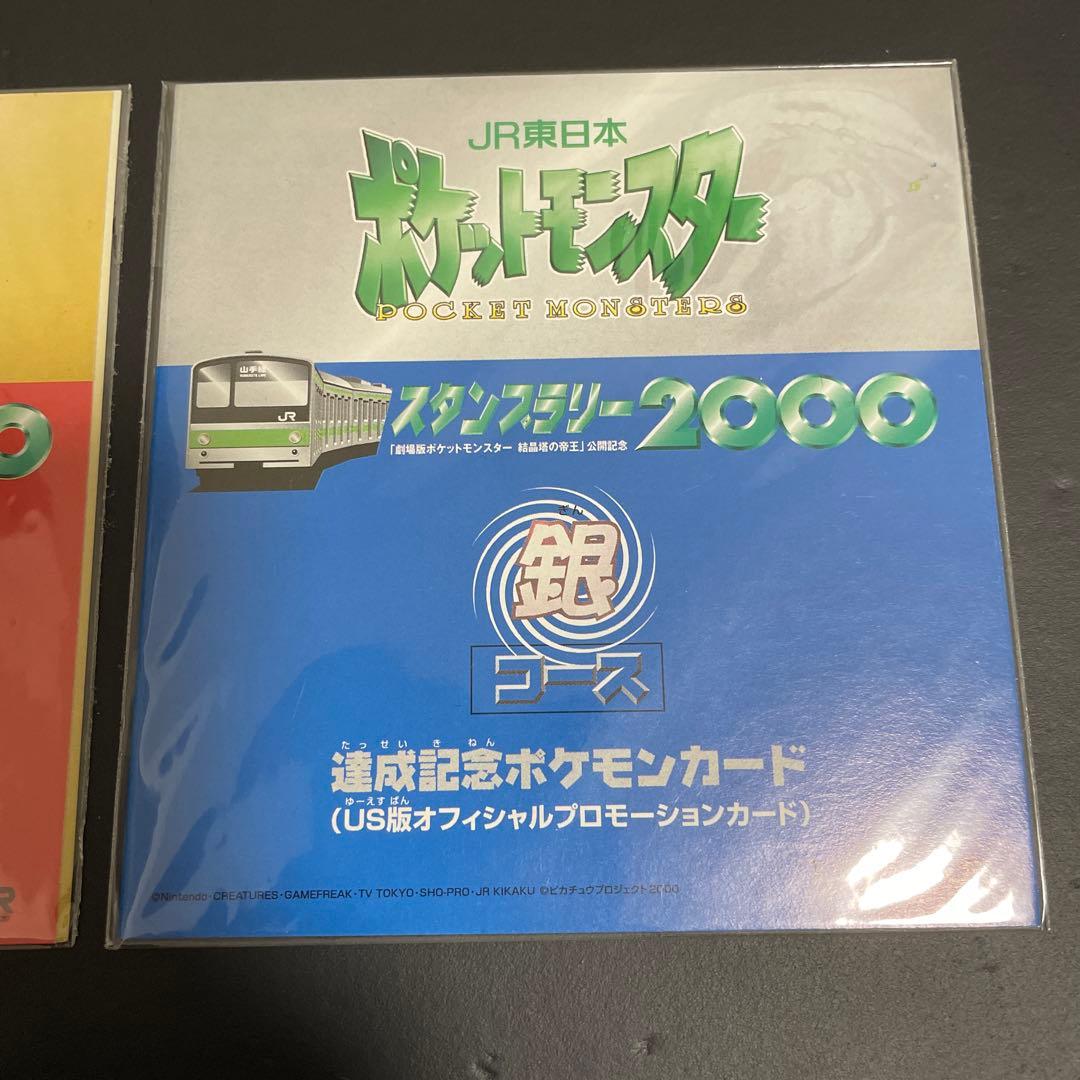 JR東日本
ポケットモンスター
POCKET MONSTERS
山手線
JR
スタンプラリー2000
「劇場版ポケットモンスター 結晶塔の帝王」公開記念
ぎん
銀
コース
たっせいきねん
達成記念ポケモンカード
ゆーえすばん
(US版オフィシャルプロモーションカード)
©Nintendo・CREATURES・GAMEFREAK・TV TOKYO・SHO-PRO・JR KIKAKU ©ピカチュウプロジェクト2000
0
R